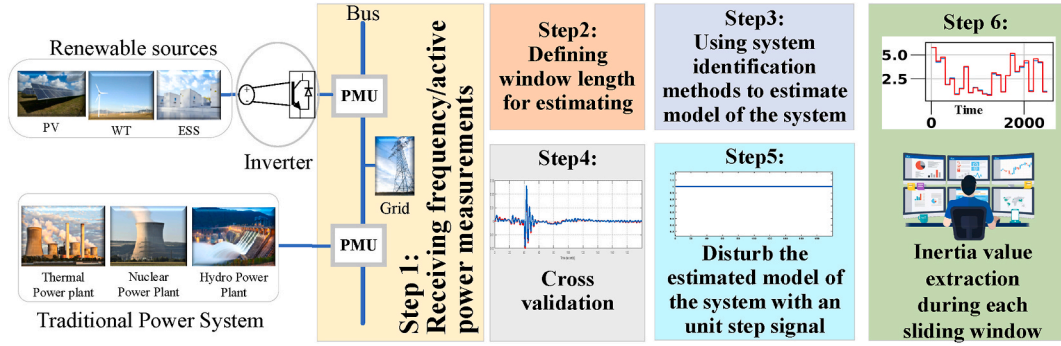 Renewable sources
PV
WT
ESS
Inverter
Thermal
Power plant
Nuclear
Power Plant
Hydro Power
Plant
Traditional Power System
Bus
PMU
Grid
PMU
Step 1:
Receiving frequency/active
power measurements
Step2:
Defining
window length
for estimating
Step3:
Using system
identification
methods to estimate
model of the system
Step4:
Cross
validation
Step5:
Disturb the
estimated model of
the system with an
unit step signal
Step 6:
5.0
2.5
Time
0
2000
Inertia value
extraction
during each
sliding window